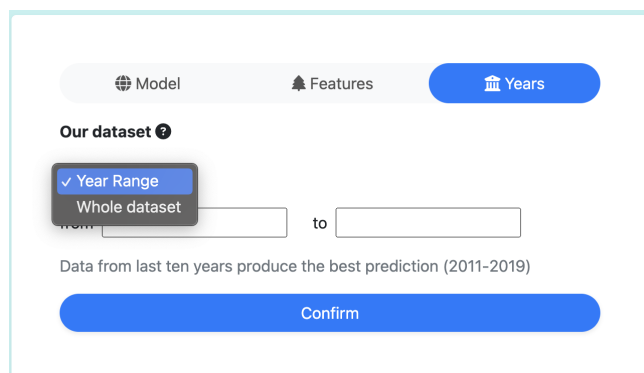 Model Features Years
Our dataset ?
✓ Year Range
Whole dataset
from to
Data from last ten years produce the best prediction (2011-2019)
Confirm